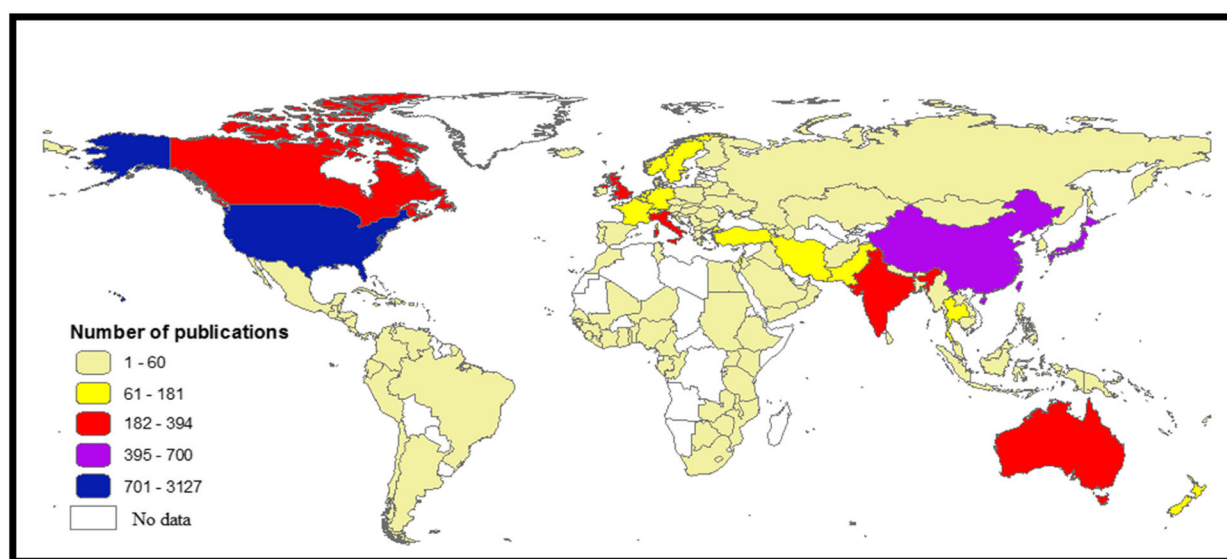 Number of publications
1 - 60
61 - 181
182 - 394
395 - 700
701 - 3127
No data